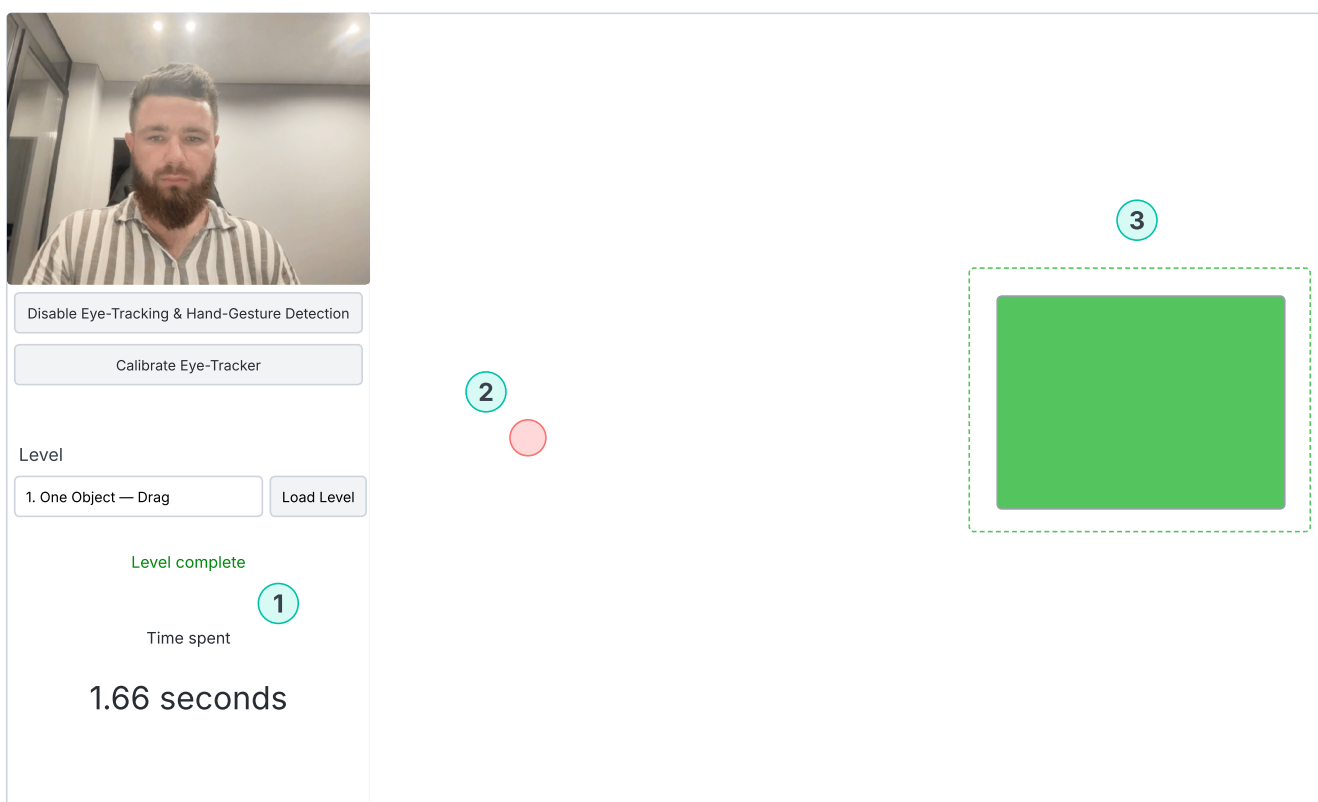 Disable Eye-Tracking & Hand-Gesture Detection
Calibrate Eye-Tracker
Level
1. One Object — Drag
Load Level
Level complete
1
Time spent
1.66 seconds
2
3